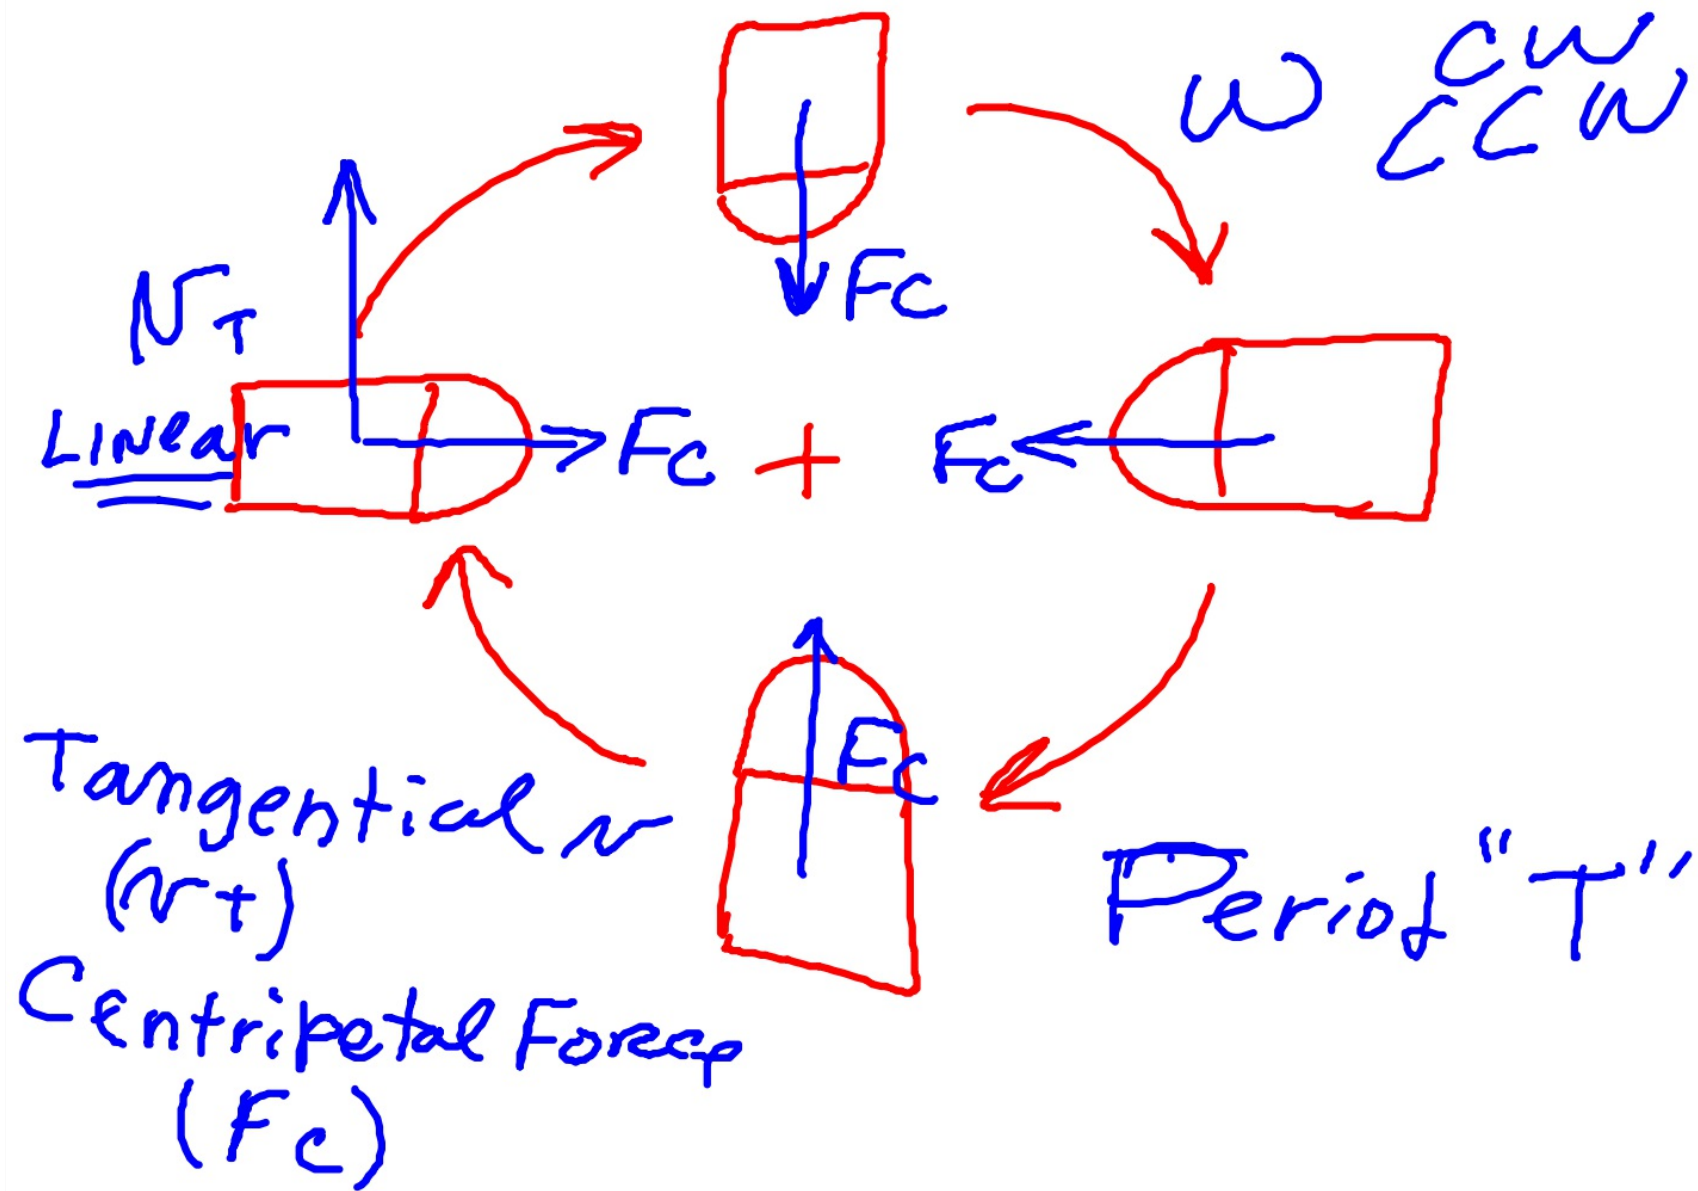 ω CW
CCW
Fc
vT
Linear
Fc + Fc
Fc
Tangential v
(vT)
Period "T"
Centripetal Force
(Fc)